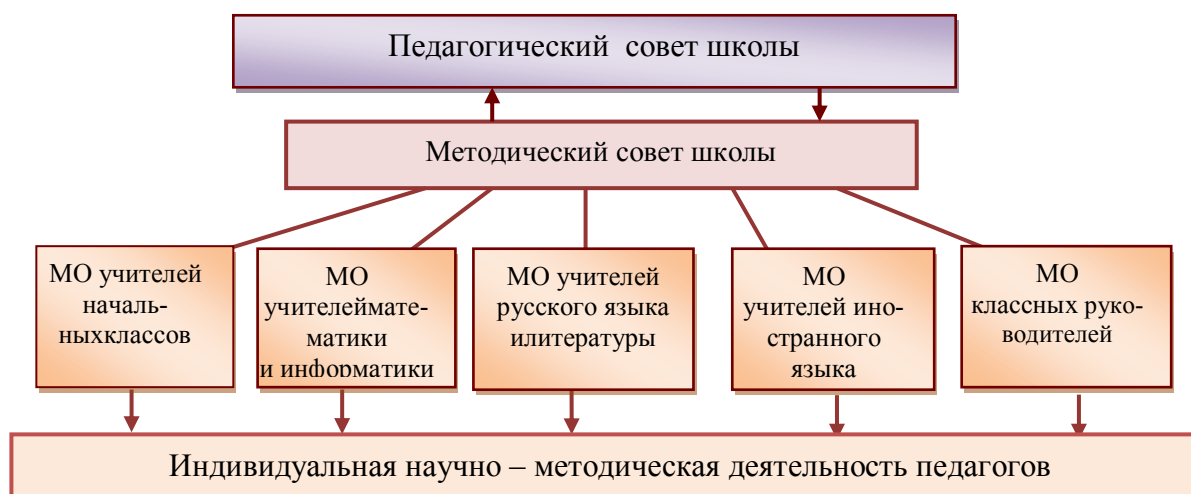 Педагогический совет школы
Методический совет школы
МО учителей
началь-
ныхклассов
МО
учителеймате-
матики
и информатики
МО учителей
русского языка
илитературы
МО
учителей ино-
странного
языка
МО
классных руко-
водителей
Индивидуальная научно – методическая деятельность педагогов